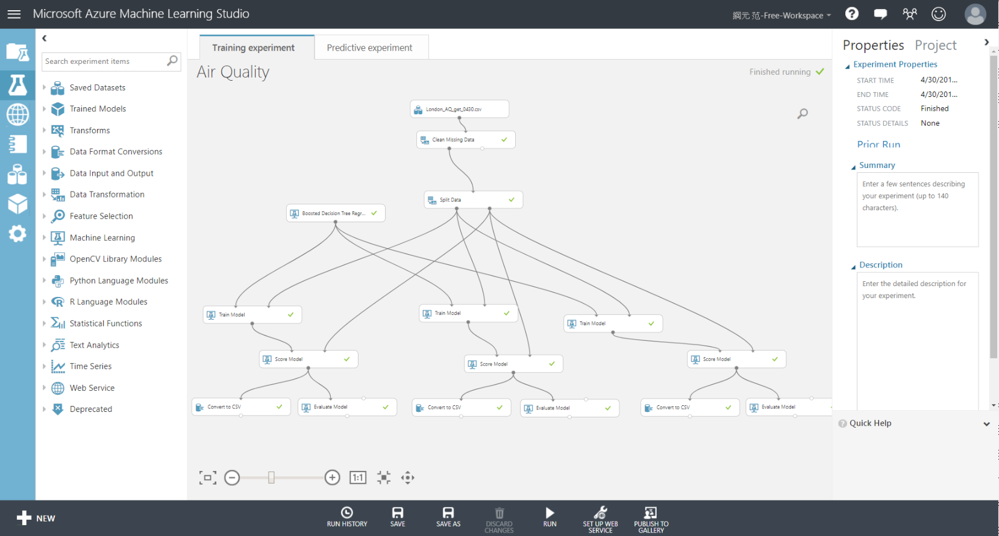 Microsoft Azure Machine Learning Studio
綱元 范-Free-Workspace
Search experiment items
Saved Datasets
Trained Models
Transforms
Data Format Conversions
Data Input and Output
Data Transformation
Feature Selection
Machine Learning
OpenCV Library Modules
Python Language Modules
R Language Modules
Statistical Functions
Text Analytics
Time Series
Web Service
Deprecated
Training experiment
Predictive experiment
Air Quality
Finished running
London_AQ_get_0430.csv
Clean Missing Data
Split Data
Boosted Decision Tree Regr...
Train Model
Train Model
Train Model
Score Model
Score Model
Score Model
Convert to CSV
Evaluate Model
Convert to CSV
Evaluate Model
Convert to CSV
Evaluate Model
1:1
Properties Project
Experiment Properties
START TIME 4/30/201...
END TIME 4/30/201...
STATUS CODE Finished
STATUS DETAILS None
Prior Run
Summary
Enter a few sentences describing
your experiment (up to 140
characters).
Description
Enter the detailed description for
your experiment.
Quick Help
NEW
RUN HISTORY
SAVE
SAVE AS
DISCARD
CHANGES
RUN
SET UP WEB
SERVICE
PUBLISH TO
GALLERY